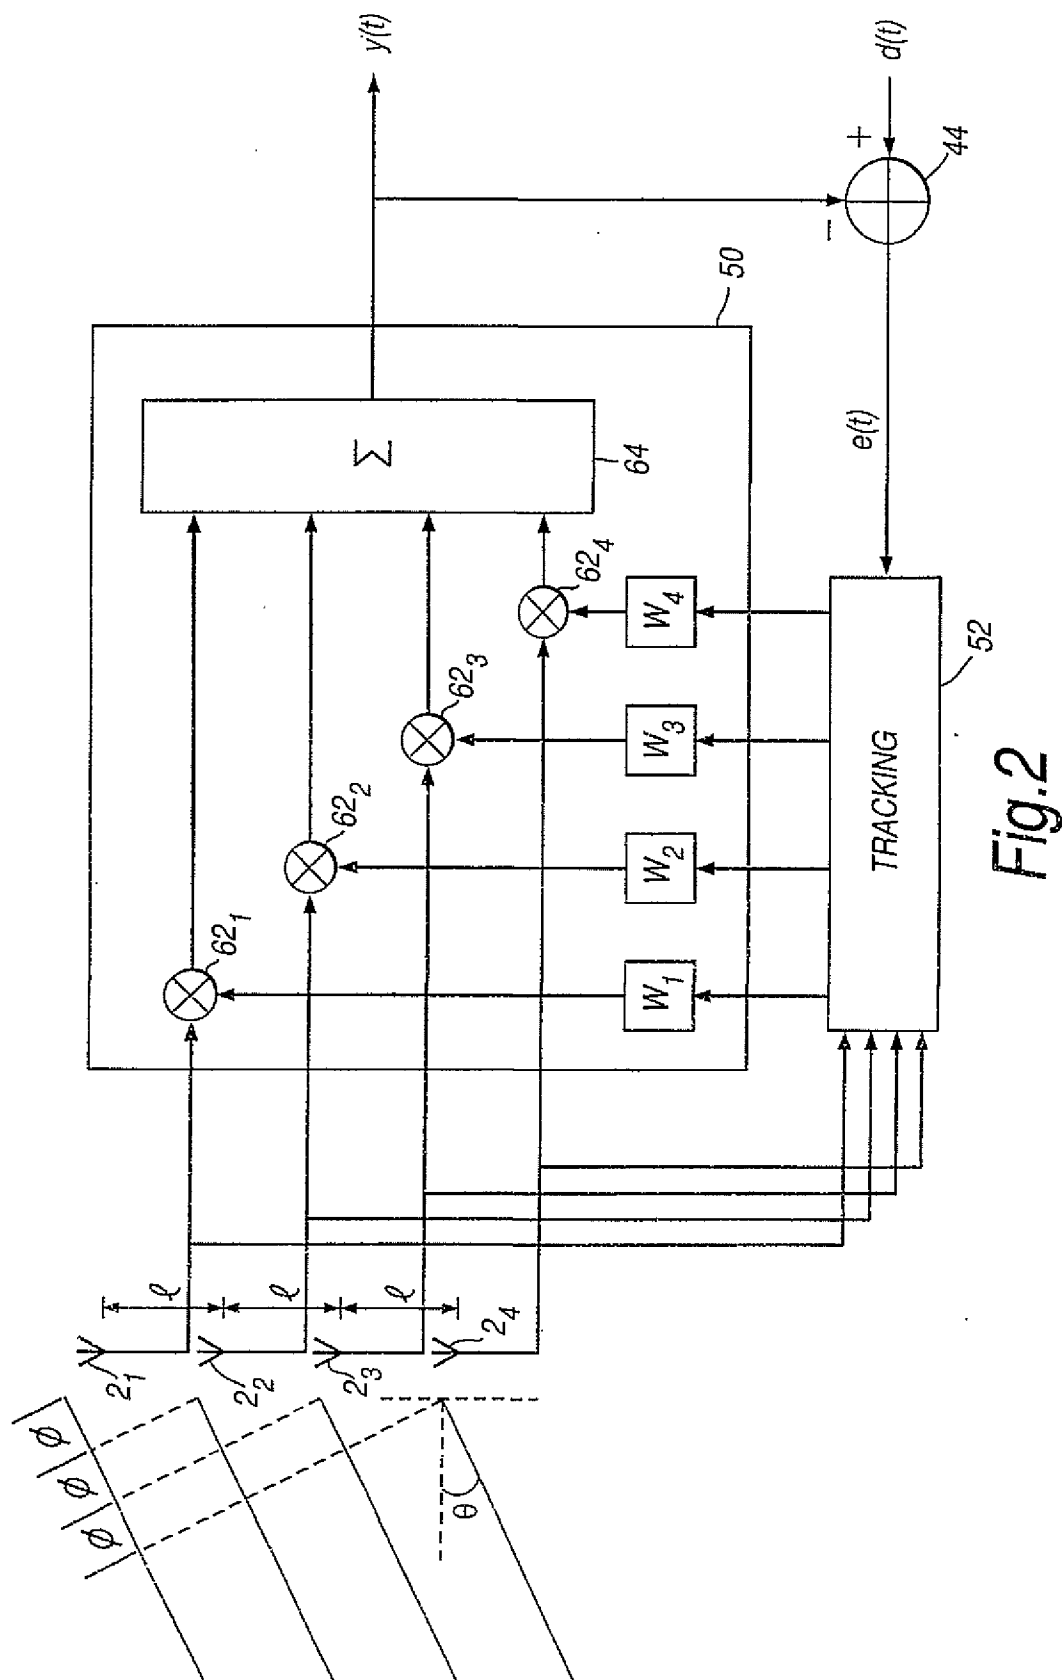 y(t)
d(t)
+
−
44
50
Σ
64
e(t)
62₁
62₂
62₃
62₄
W₁
W₂
W₃
W₄
TRACKING
52
ℓ
ℓ
ℓ
2₁
2₂
2₃
2₄
ϕ
ϕ
ϕ
θ
Fig.2